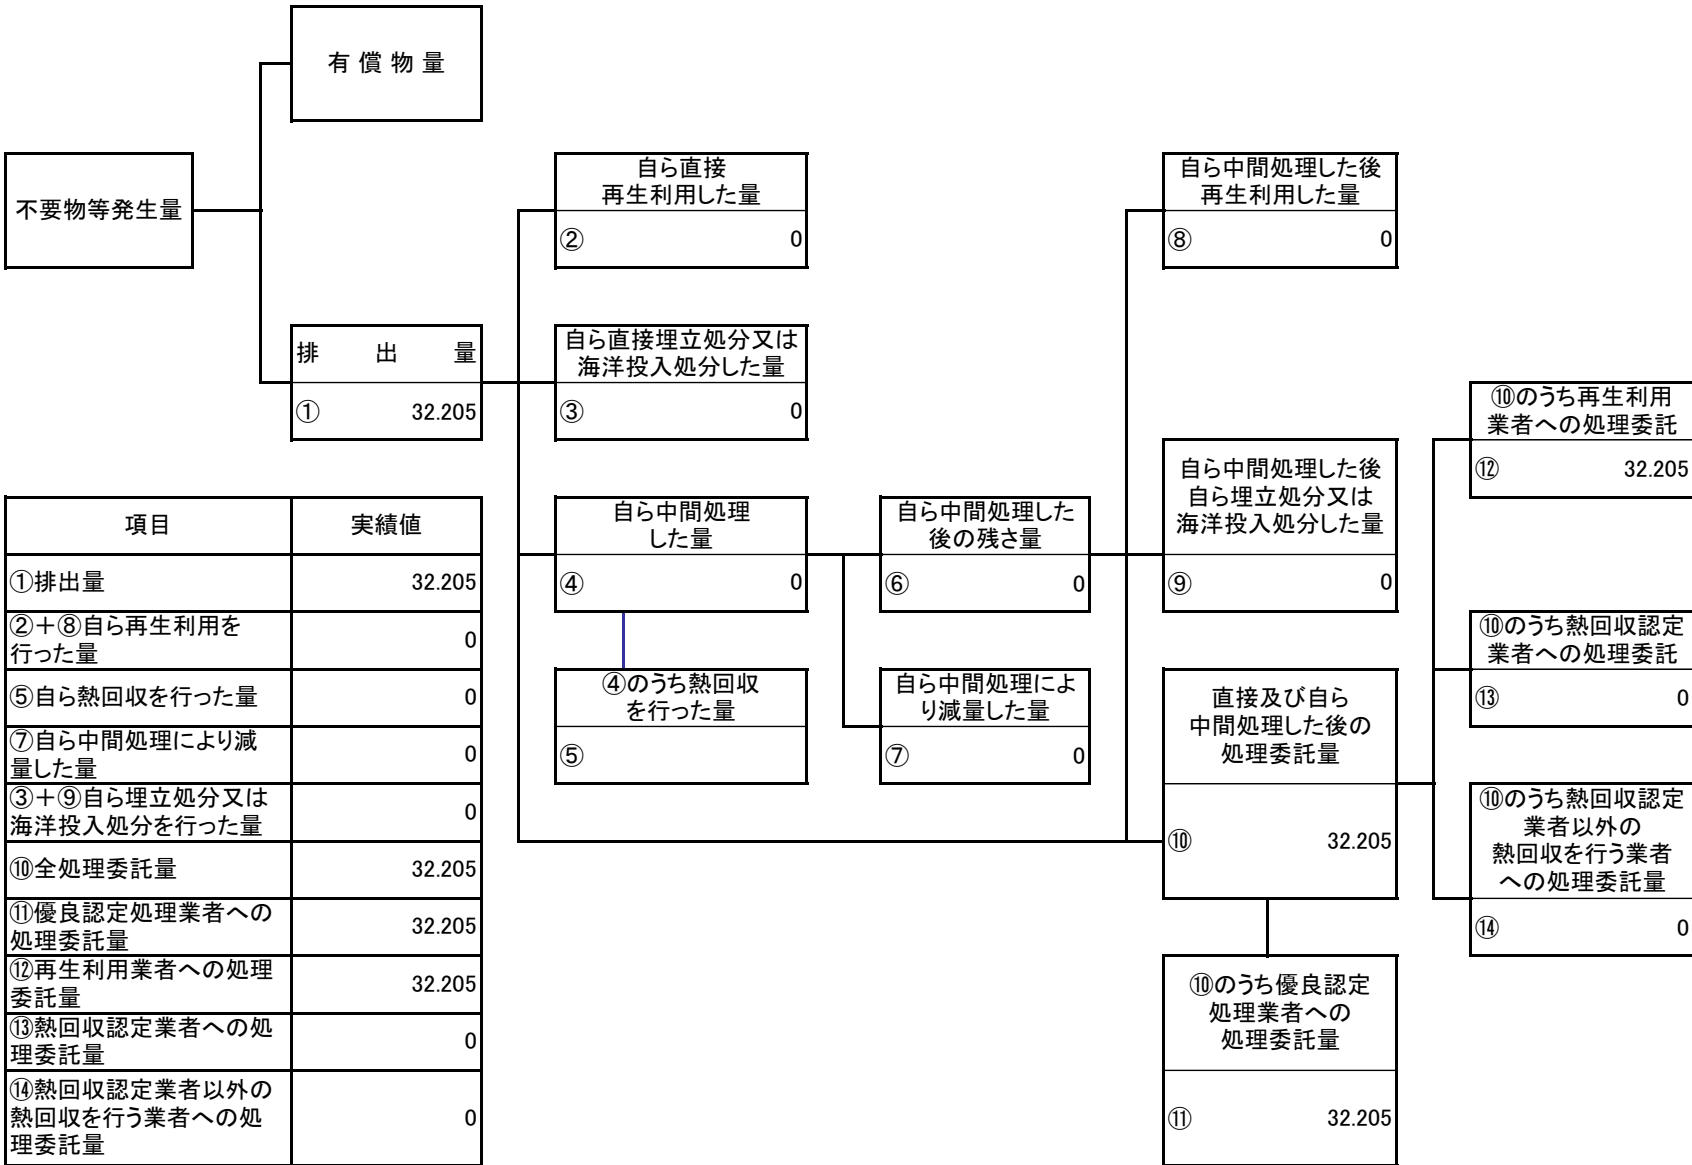 有償物量
不要物等発生量
排出量
① 32.205
自ら直接
再生利用した量
② 0
自ら直接埋立処分又は
海洋投入処分した量
③ 0
自ら中間処理
した量
④ 0
④のうち熱回収
を行った量
⑤
自ら中間処理した
後の残さ量
⑥ 0
自ら中間処理によ
り減量した量
⑦ 0
自ら中間処理した後
再生利用した量
⑧ 0
自ら中間処理した後
自ら埋立処分又は
海洋投入処分した量
⑨ 0
直接及び自ら
中間処理した後の
処理委託量
⑩ 32.205
⑩のうち優良認定
処理業者への
処理委託量
⑪ 32.205
⑩のうち再生利用
業者への処理委託
⑫ 32.205
⑩のうち熱回収認定
業者への処理委託
⑬ 0
⑩のうち熱回収認定
業者以外の
熱回収を行う業者
への処理委託量
⑭ 0
項目 実績値
①排出量 32.205
②+⑧自ら再生利用を
行った量 0
⑤自ら熱回収を行った量 0
⑦自ら中間処理により減
量した量 0
③+⑨自ら埋立処分又は
海洋投入処分を行った量 0
⑩全処理委託量 32.205
⑪優良認定処理業者への
処理委託量 32.205
⑫再生利用業者への処理
委託量 32.205
⑬熱回収認定業者への処
理委託量 0
⑭熱回収認定業者以外の
熱回収を行う業者への処
理委託量 0